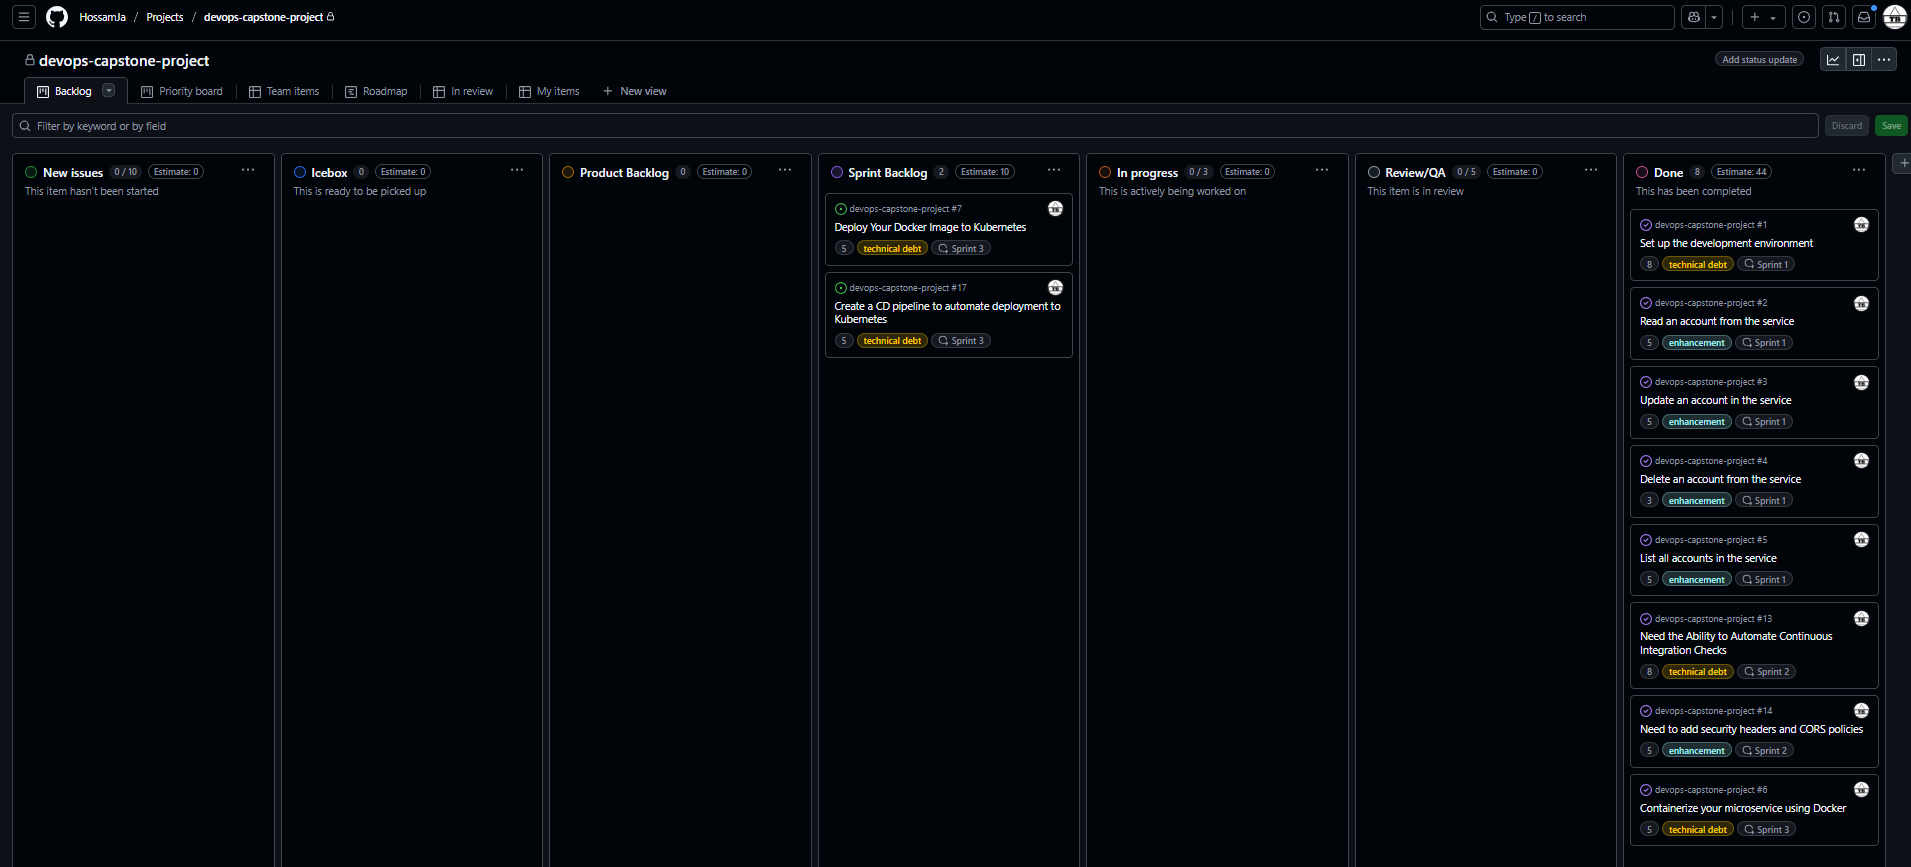 HossamJa / Projects / devops-capstone-project
Type / to search
devops-capstone-project
Add status update
Backlog
Priority board
Team items
Roadmap
In review
My items
New view
Filter by keyword or by field
Discard
Save
New issues 0 / 10 Estimate: 0
This item hasn't been started
Icebox 0 Estimate: 0
This is ready to be picked up
Product Backlog 0 Estimate: 0
Sprint Backlog 2 Estimate: 10
devops-capstone-project #7
Deploy Your Docker Image to Kubernetes
5 technical debt Sprint 3
devops-capstone-project #17
Create a CD pipeline to automate deployment to
Kubernetes
5 technical debt Sprint 3
In progress 0 / 3 Estimate: 0
This is actively being worked on
Review/QA 0 / 5 Estimate: 0
This item is in review
Done 8 Estimate: 44
This has been completed
devops-capstone-project #1
Set up the development environment
8 technical debt Sprint 1
devops-capstone-project #2
Read an account from the service
5 enhancement Sprint 1
devops-capstone-project #3
Update an account in the service
5 enhancement Sprint 1
devops-capstone-project #4
Delete an account from the service
3 enhancement Sprint 1
devops-capstone-project #5
List all accounts in the service
5 enhancement Sprint 1
devops-capstone-project #13
Need the Ability to Automate Continuous
Integration Checks
8 technical debt Sprint 2
devops-capstone-project #14
Need to add security headers and CORS policies
5 enhancement Sprint 2
devops-capstone-project #6
Containerize your microservice using Docker
5 technical debt Sprint 3